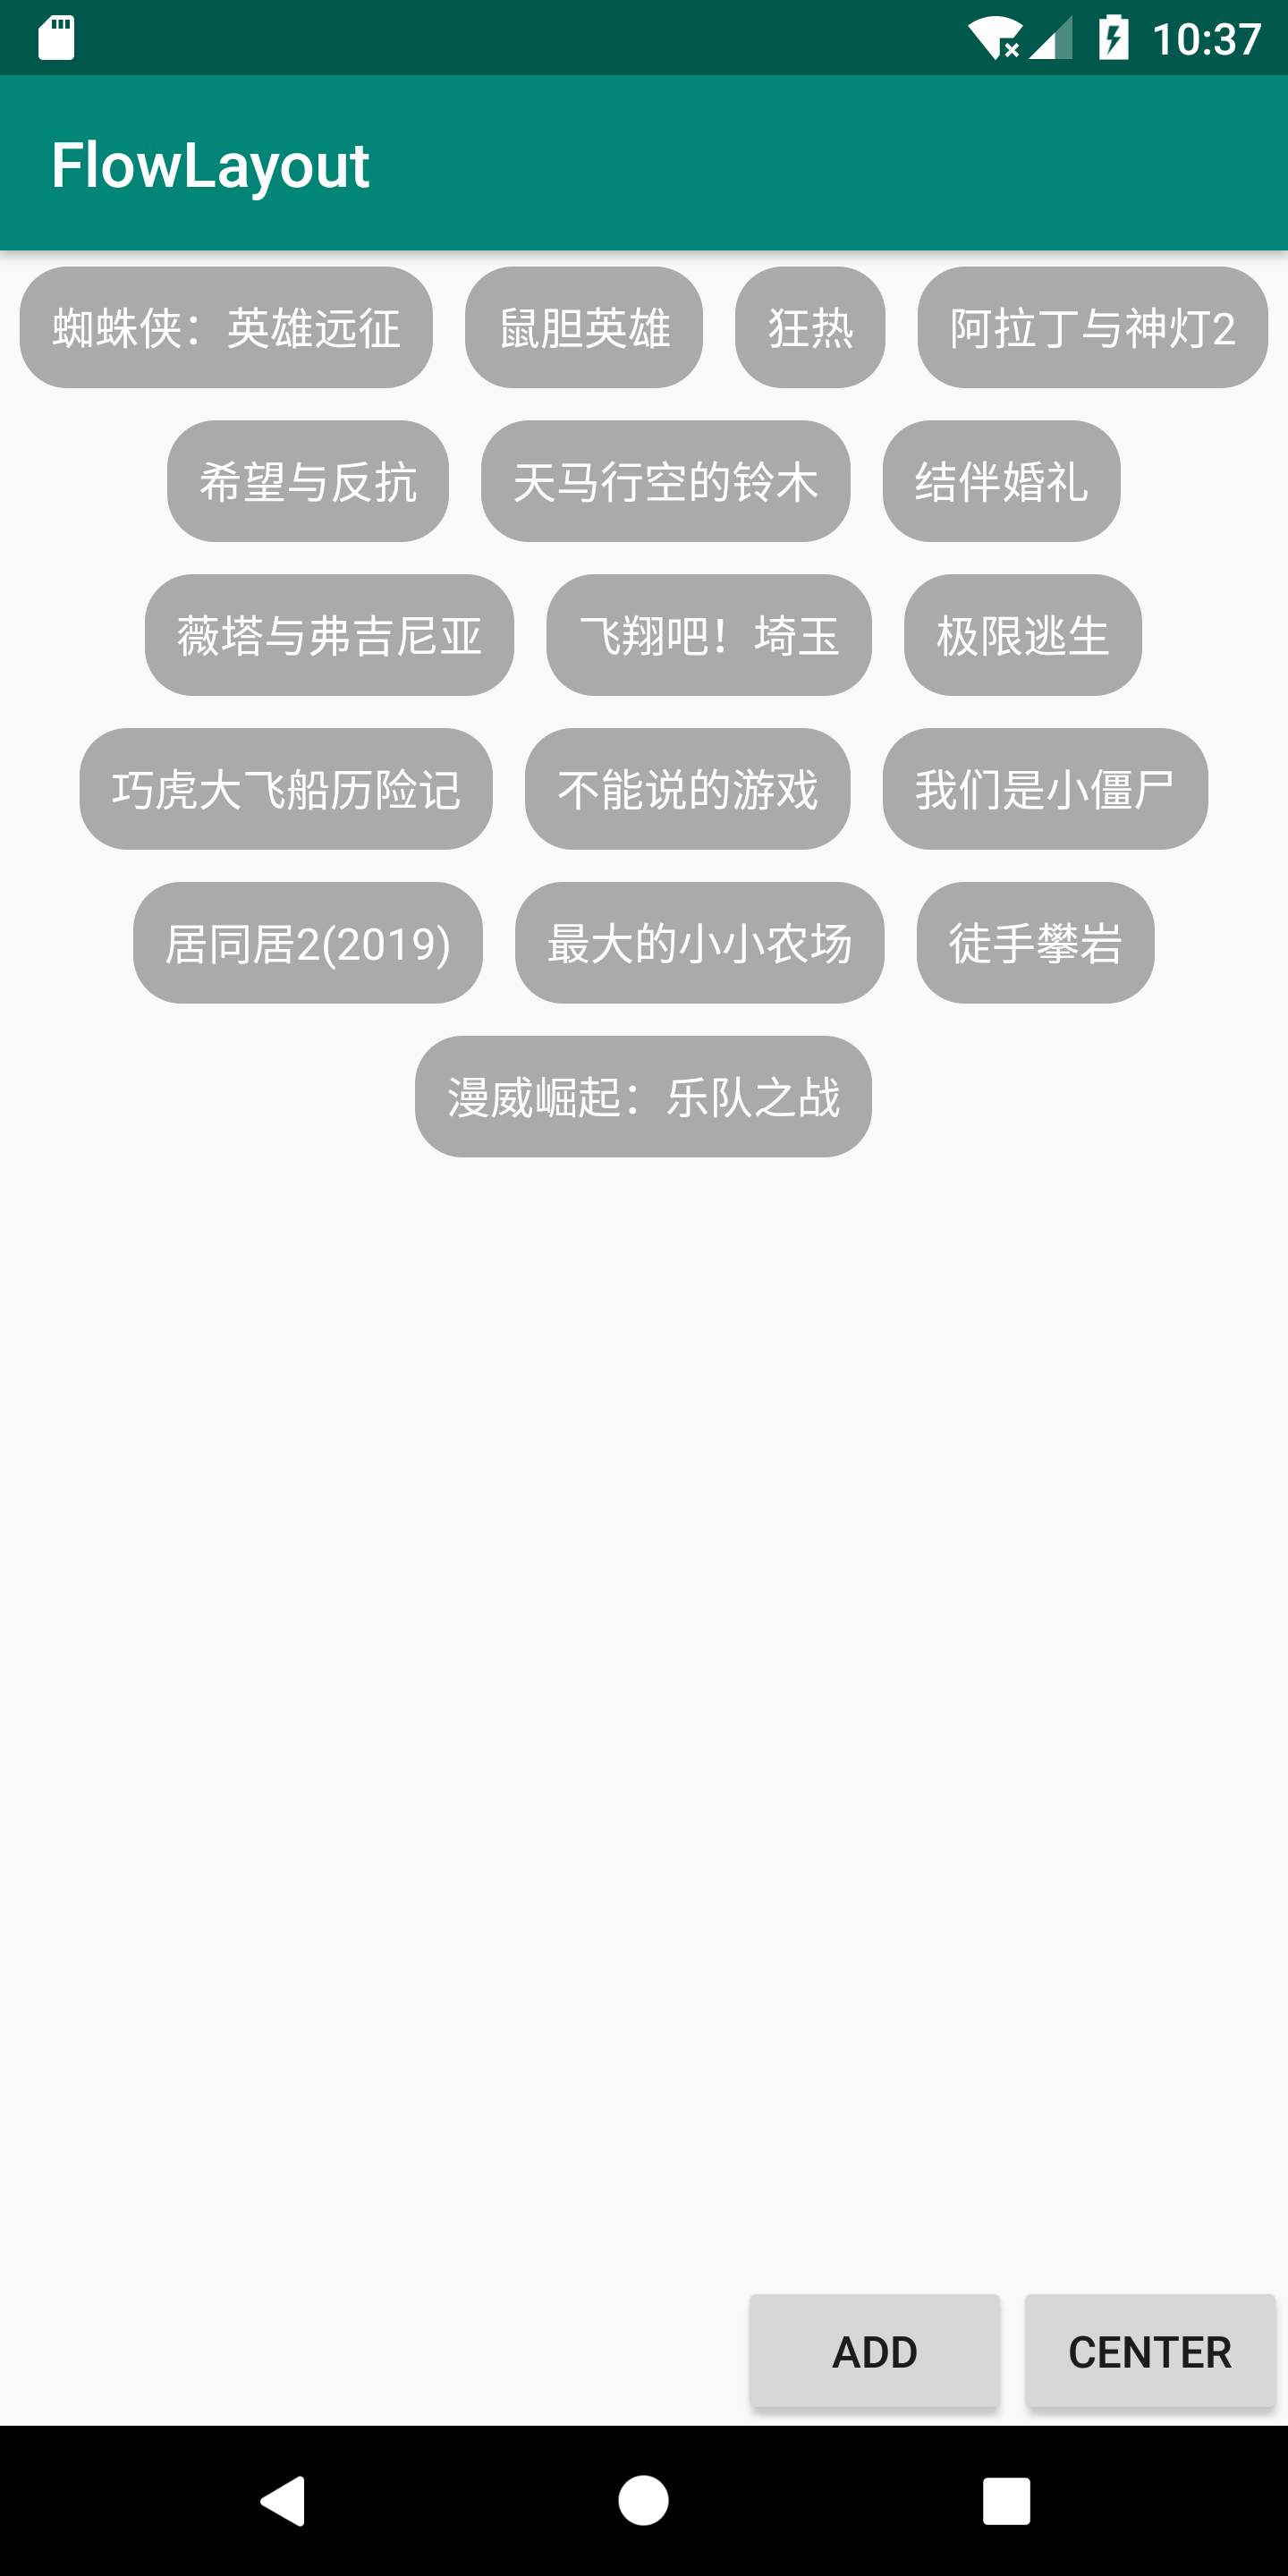 10:37
FlowLayout
蜘蛛侠：英雄远征 鼠胆英雄 狂热 阿拉丁与神灯2
希望与反抗 天马行空的铃木 结伴婚礼
薇塔与弗吉尼亚 飞翔吧！埼玉 极限逃生
巧虎大飞船历险记 不能说的游戏 我们是小僵尸
居同居2(2019) 最大的小小农场 徒手攀岩
漫威崛起：乐队之战
ADD CENTER